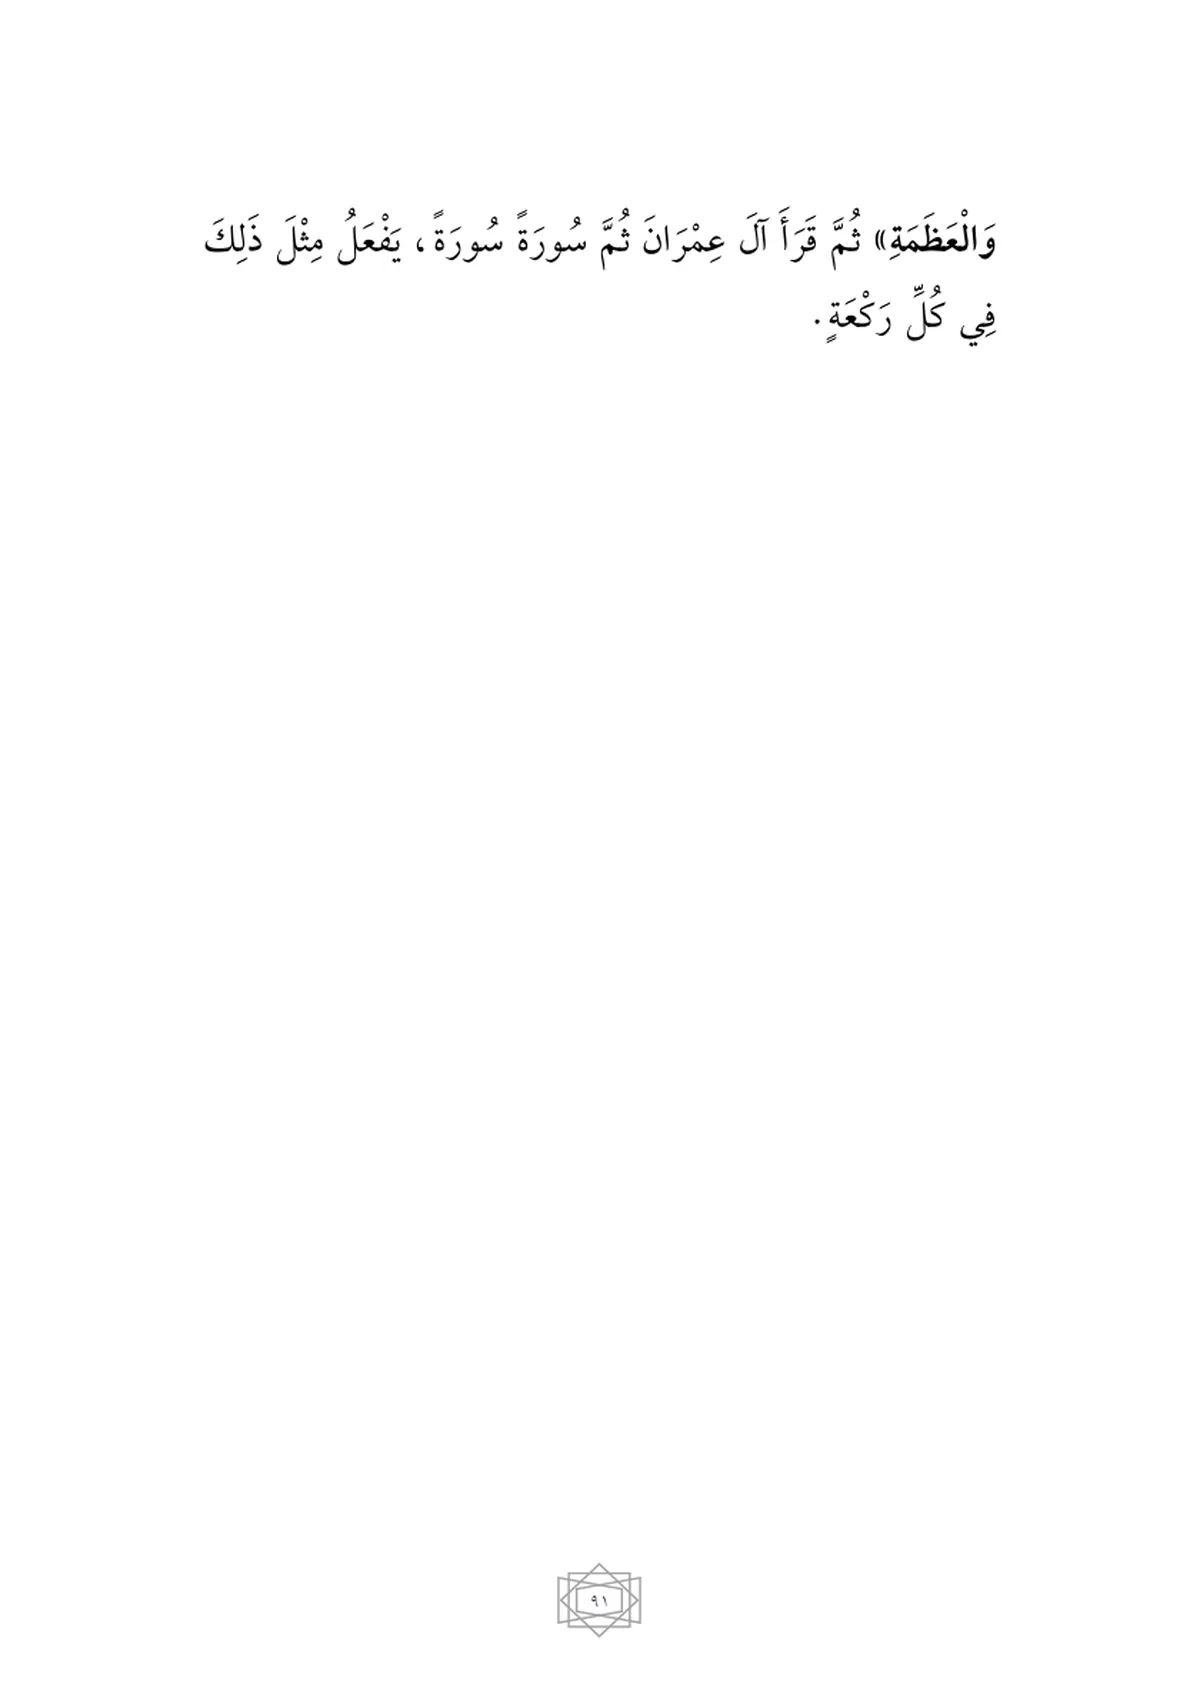 وَالْعَظَمَةِ» ثُمَّ قَرَأَ آلَ عِمْرَانَ ثُمَّ سُورَةً سُورَةً، يَفْعَلُ مِثْلَ ذَلِكَ
فِي كُلِّ رَكْعَةٍ.
٩١